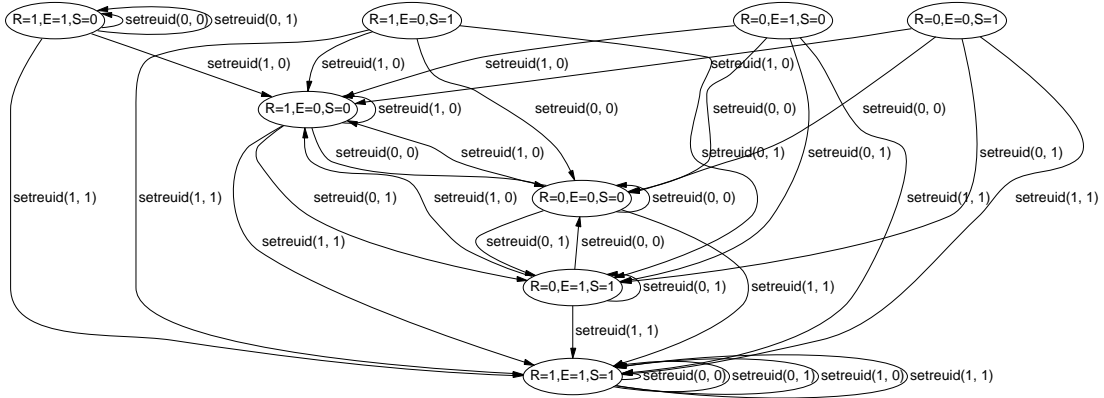 R=1,E=1,S=0
setreuid(0, 0)
setreuid(0, 1)
R=1,E=0,S=1
R=0,E=1,S=0
R=0,E=0,S=1
setreuid(1, 0)
setreuid(1, 0)
setreuid(1, 0)
setreuid(1, 0)
R=1,E=0,S=0
setreuid(1, 0)
setreuid(0, 0)
setreuid(0, 0)
setreuid(0, 0)
setreuid(0, 0)
setreuid(1, 0)
setreuid(0, 1)
setreuid(0, 1)
setreuid(0, 1)
setreuid(1, 1)
setreuid(1, 1)
setreuid(0, 1)
setreuid(1, 0)
R=0,E=0,S=0
setreuid(0, 0)
setreuid(1, 1)
setreuid(1, 1)
setreuid(1, 1)
setreuid(0, 1)
setreuid(0, 0)
R=0,E=1,S=1
setreuid(0, 1)
setreuid(1, 1)
setreuid(1, 1)
R=1,E=1,S=1
setreuid(0, 0)
setreuid(0, 1)
setreuid(1, 0)
setreuid(1, 1)